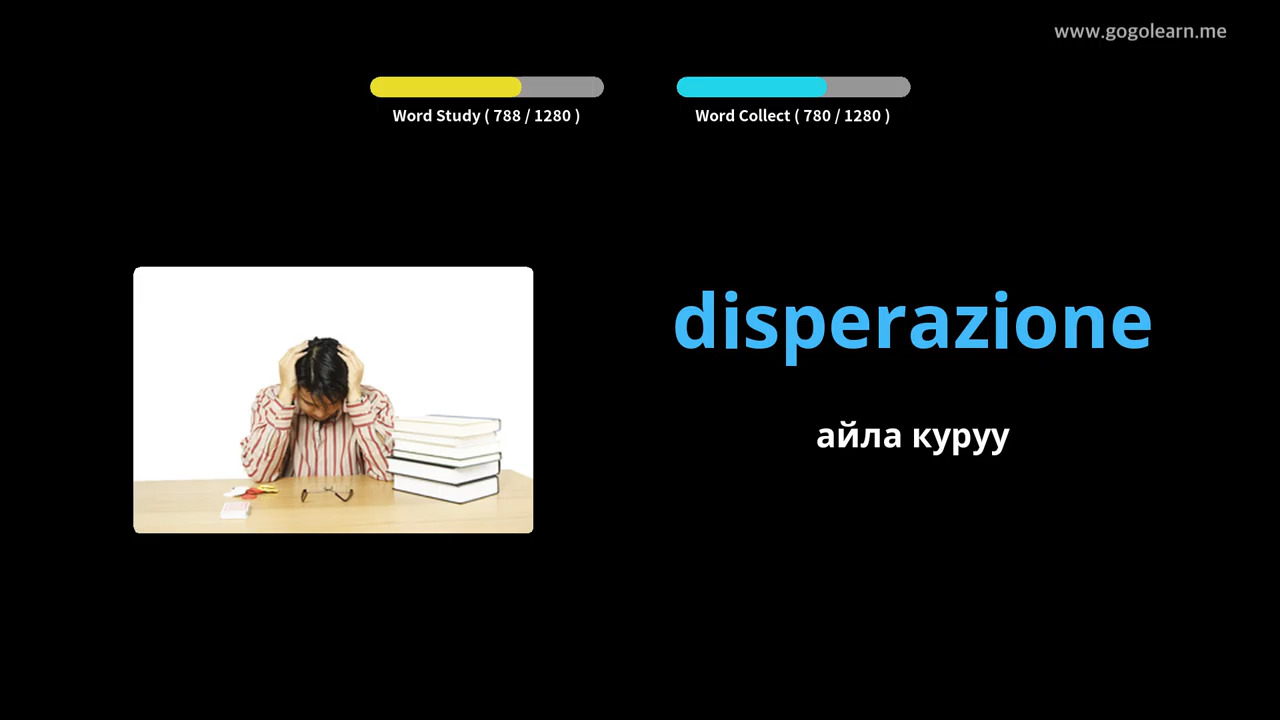 www.gogolearn.me
Word Study ( 788 / 1280 )
Word Collect ( 780 / 1280 )
disperazione
айла куруу